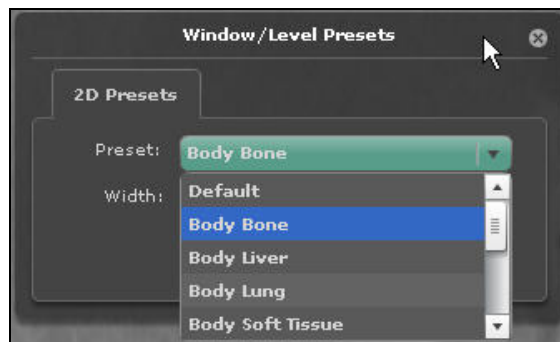 Window/Level Presets
2D Presets
Preset: Body Bone
Width:
Default
Body Bone
Body Liver
Body Lung
Body Soft Tissue